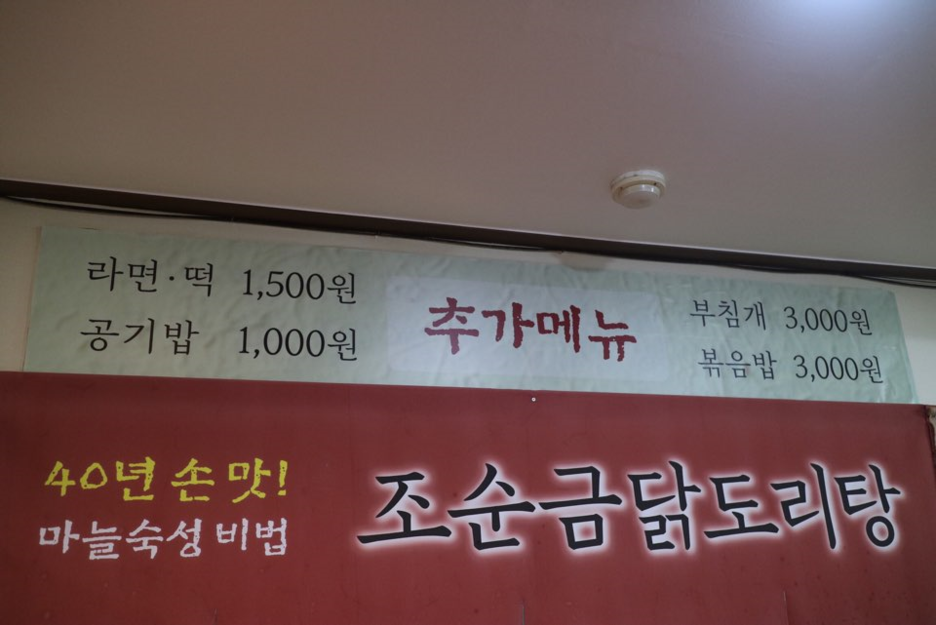 라면·떡 1,500원
공기밥 1,000원
추가메뉴
부침개 3,000원
볶음밥 3,000원
40년 손맛!
마늘숙성 비법
조순금닭도리탕